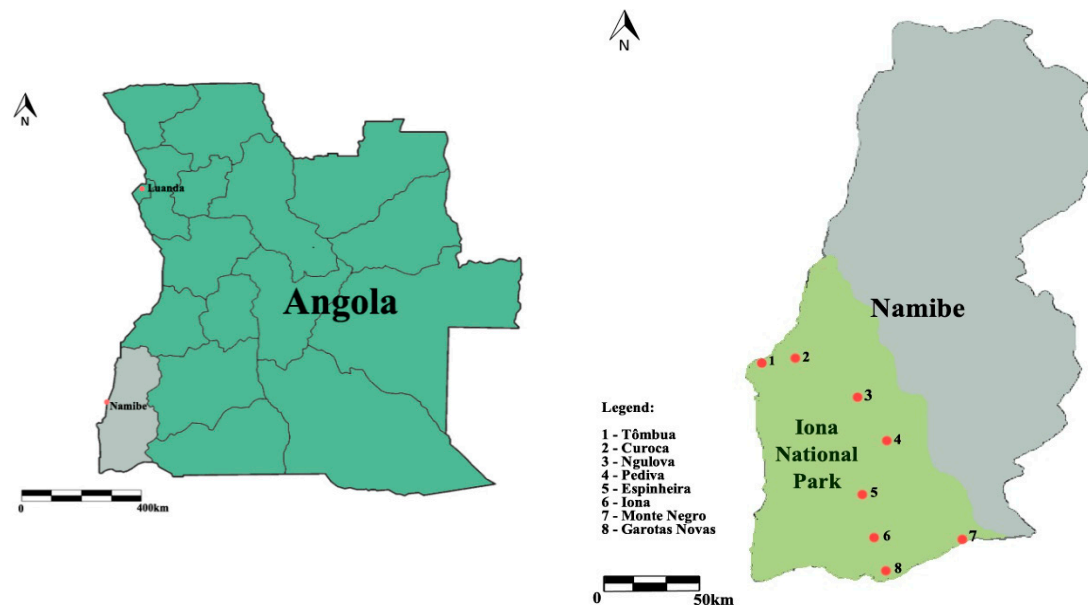 N
Luanda
Angola
Namibe
0
400km
N
Namibe
1
2
3
4
5
6
7
8
Iona
National
Park
Legend:
1 - Tômbua
2 - Curoca
3 - Ngulova
4 - Pediva
5 - Espinheira
6 - Iona
7 - Monte Negro
8 - Garotas Novas
0
50km